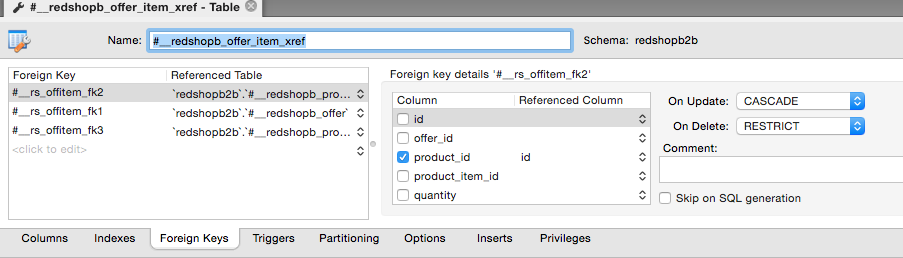 #__redshopb_offer_item_xref - Table
Name: #__redshopb_offer_item_xref Schema: redshopb2b
Foreign Key Referenced Table
#__rs_offitem_fk2 `redshopb2b`.`#__redshopb_pro...
#__rs_offitem_fk1 `redshopb2b`.`#__redshopb_offer`
#__rs_offitem_fk3 `redshopb2b`.`#__redshopb_pro...
<click to edit>
Foreign key details '#__rs_offitem_fk2'
Column Referenced Column
id
offer_id
product_id id
product_item_id
quantity
On Update: CASCADE
On Delete: RESTRICT
Comment:
Skip on SQL generation
Columns Indexes Foreign Keys Triggers Partitioning Options Inserts Privileges